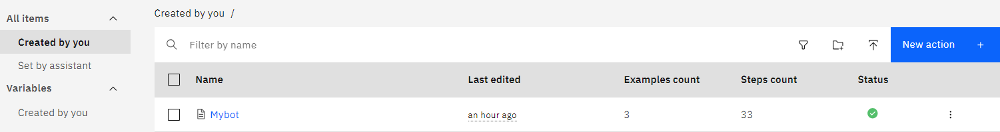 All items
Created by you
Set by assistant
Variables
Created by you
Created by you /
Filter by name
New action +
Name Last edited Examples count Steps count Status
Mybot an hour ago 3 33